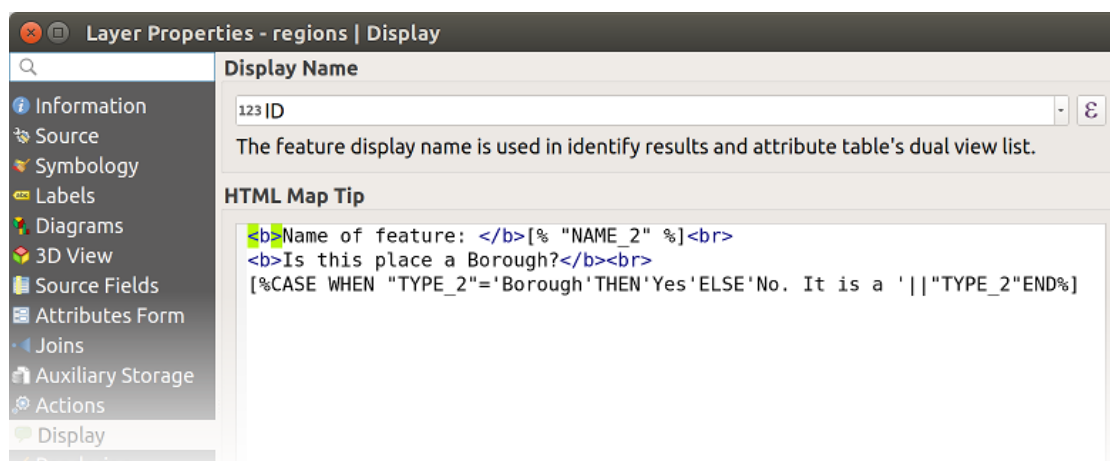 Layer Properties - regions | Display
Information
Source
Symbology
abc Labels
Diagrams
3D View
Source Fields
Attributes Form
Joins
Auxiliary Storage
Actions
Display
Display Name
123 ID
ε
The feature display name is used in identify results and attribute table's dual view list.
HTML Map Tip
<b>Name of feature: </b>[% "NAME_2" %]<br>
<b>Is this place a Borough?</b><br>
[%CASE WHEN "TYPE_2"='Borough'THEN'Yes'ELSE'No. It is a '||"TYPE_2"END%]